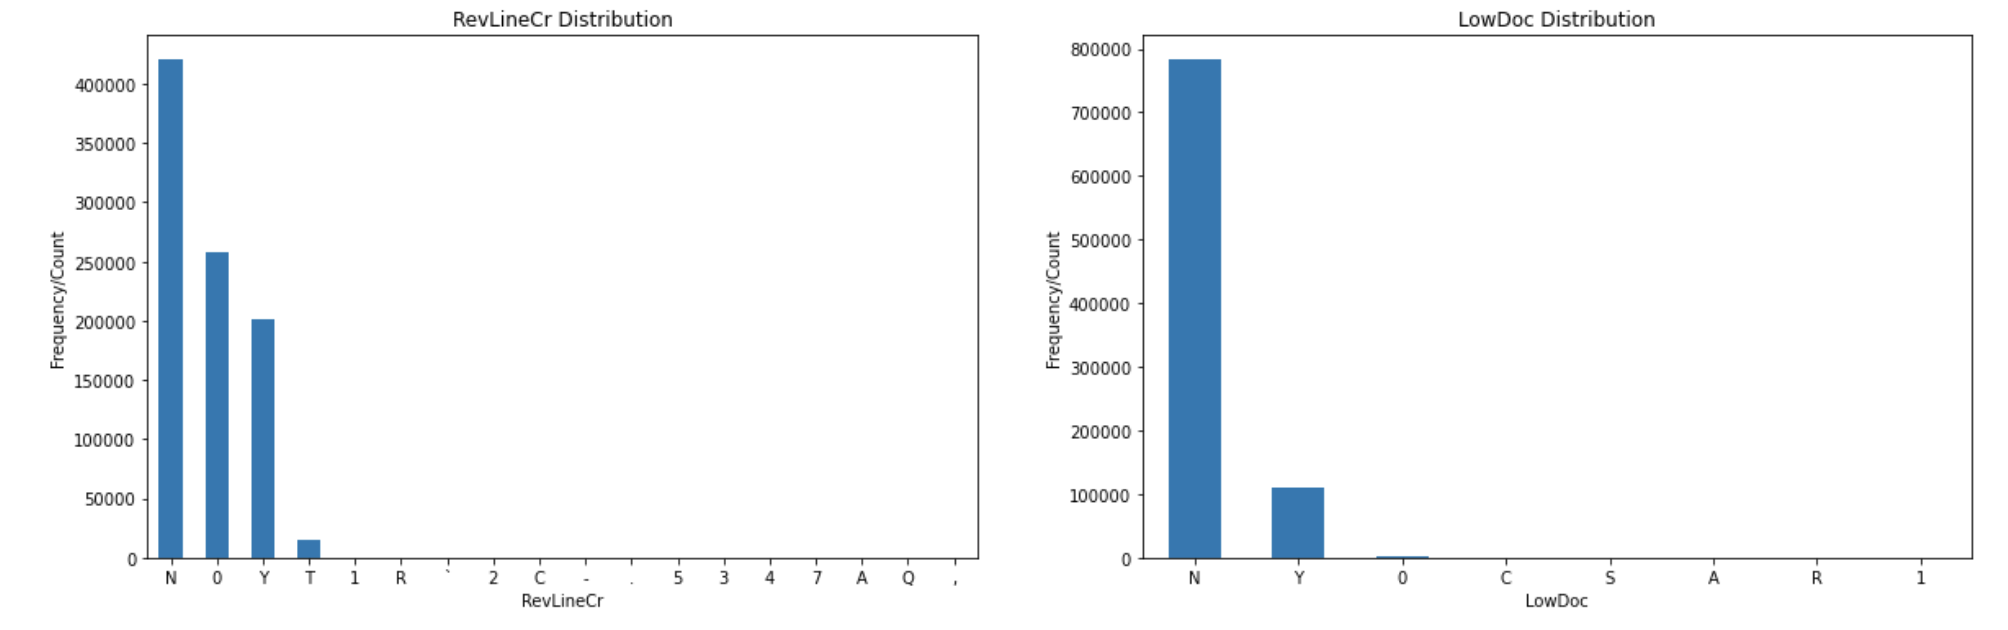 RevLineCr Distribution
400000
350000
300000
250000
200000
150000
100000
50000
0
Frequency/Count
N 0 Y T 1 R ` 2 C - . 5 3 4 7 A Q ,
RevLineCr
LowDoc Distribution
800000
700000
600000
500000
400000
300000
200000
100000
0
Frequency/Count
N Y 0 C S A R 1
LowDoc